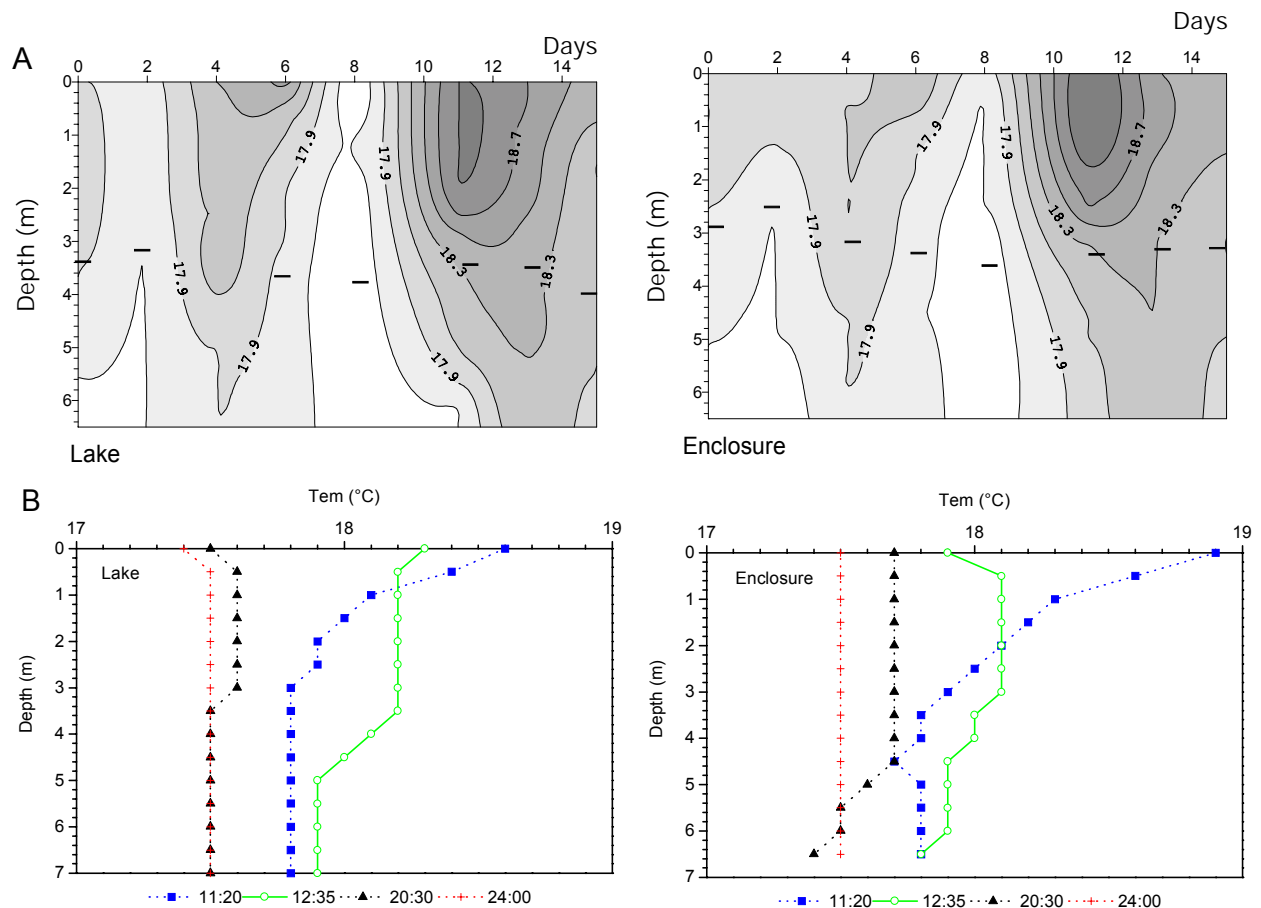 A
Days
0 2 4 6 8 10 12 14
Depth (m)
0
1
2
3
4
5
6
17.9
17.9
17.9
17.9
17.9
18.7
18.3
18.3
Lake
Days
0 2 4 6 8 10 12 14
Depth (m)
0
1
2
3
4
5
6
17.9
17.9
17.9
17.9
17.9
18.7
18.3
18.3
Enclosure
B
Tem (°C)
17 18 19
Depth (m)
0
1
2
3
4
5
6
7
Lake
11:20 12:35 20:30 24:00
Tem (°C)
17 18 19
Depth (m)
0
1
2
3
4
5
6
7
Enclosure
11:20 12:35 20:30 24:00